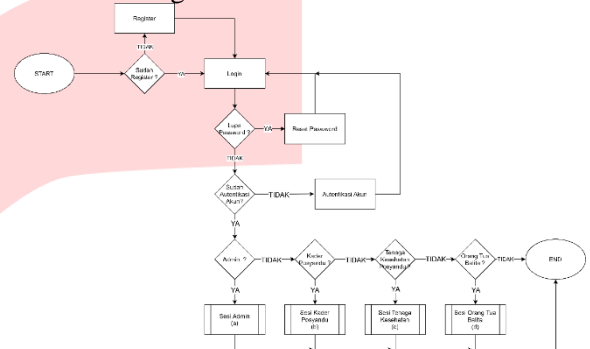 Register
TIDAK
START
Sudah
Register ?
YA
Login
Lupa
Password ?
YA
Reset Password
TIDAK
Sudah
Autentikasi
Akun?
TIDAK
Autentikasi Akun
YA
Admin ?
TIDAK
Kader
Posyandu ?
TIDAK
Tenaga
Kesehatan
Posyandu?
TIDAK
Orang Tua
Balita ?
TIDAK
END
YA
YA
YA
YA
Sesi Admin
(a)
Sesi Kader
Posyandu
(b)
Sesi Tenaga
Kesehatan
(c)
Sesi Orang Tua
Balita
(d)